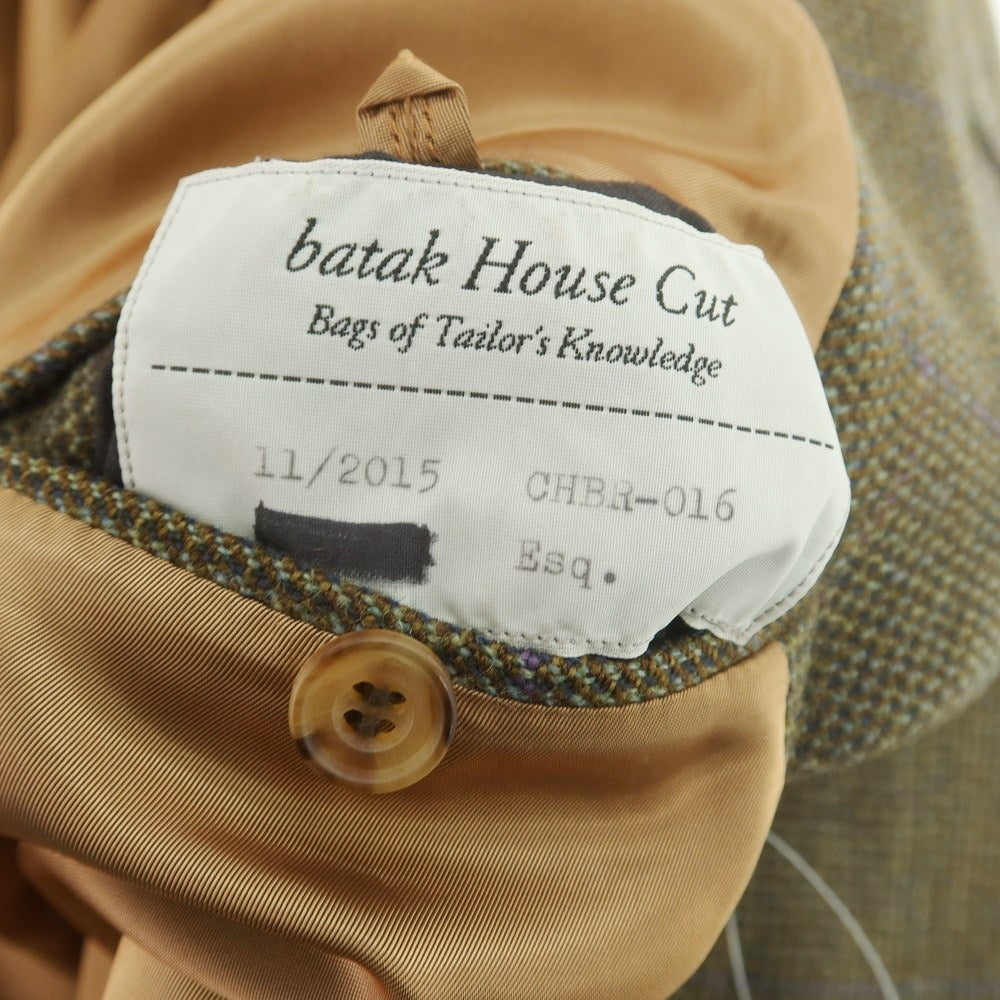 batak House Cut
Bags of Tailor's Knowledge
11/2015 CHBR-016
Esq.